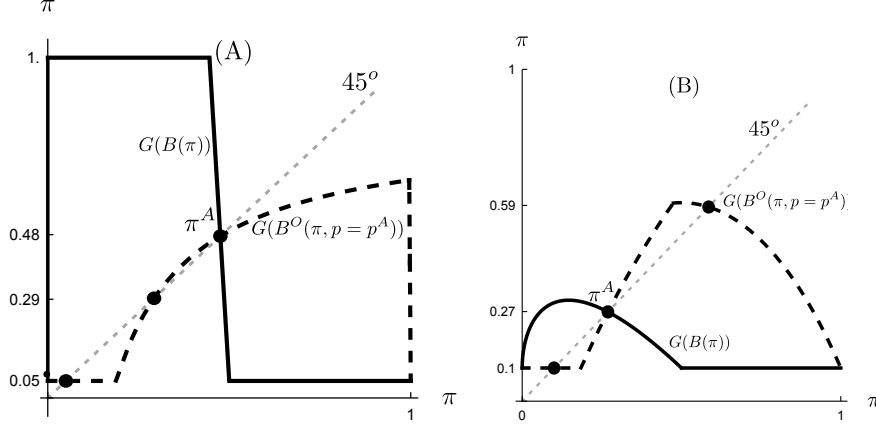 π
(A)
1.
45°
G(B(π))
π^A
G(B^O(π, p = p^A))
0.48
0.29
0.05
1
π
π
1
(B)
45°
0.59
G(B^O(π, p = p^A))
π^A
0.27
G(B(π))
0.1
0
1
π